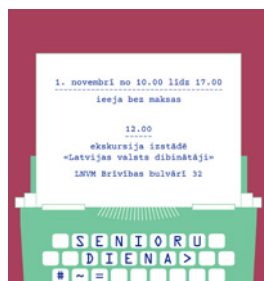 1. novembrī no 10.00 līdz 17.00
ieeja bez maksas
12.00
ekskursija izstādē
«Latvijas valsts dibinātāji»
LNVM Brīvības bulvārī 32
SENIORU
DIENA>
#~=